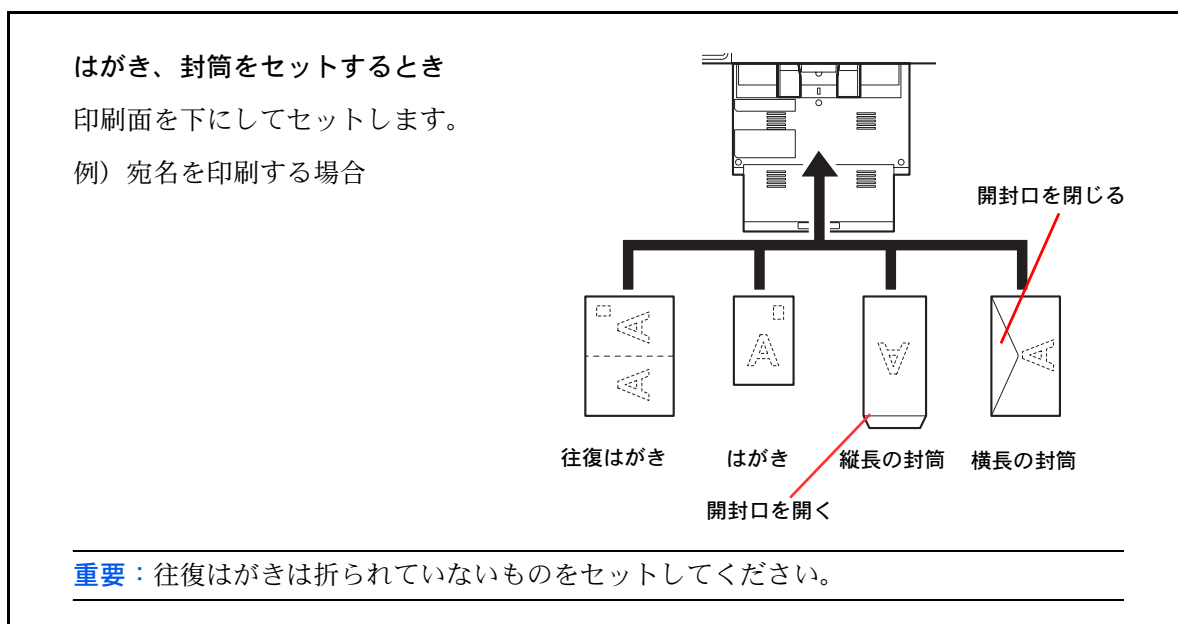 はがき、封筒をセットするとき
印刷面を下にしてセットします。
例）宛名を印刷する場合
開封口を閉じる
A
A
A
A
A
往復はがき
はがき
縦長の封筒
横長の封筒
開封口を開く
重要：往復はがきは折られていないものをセットしてください。